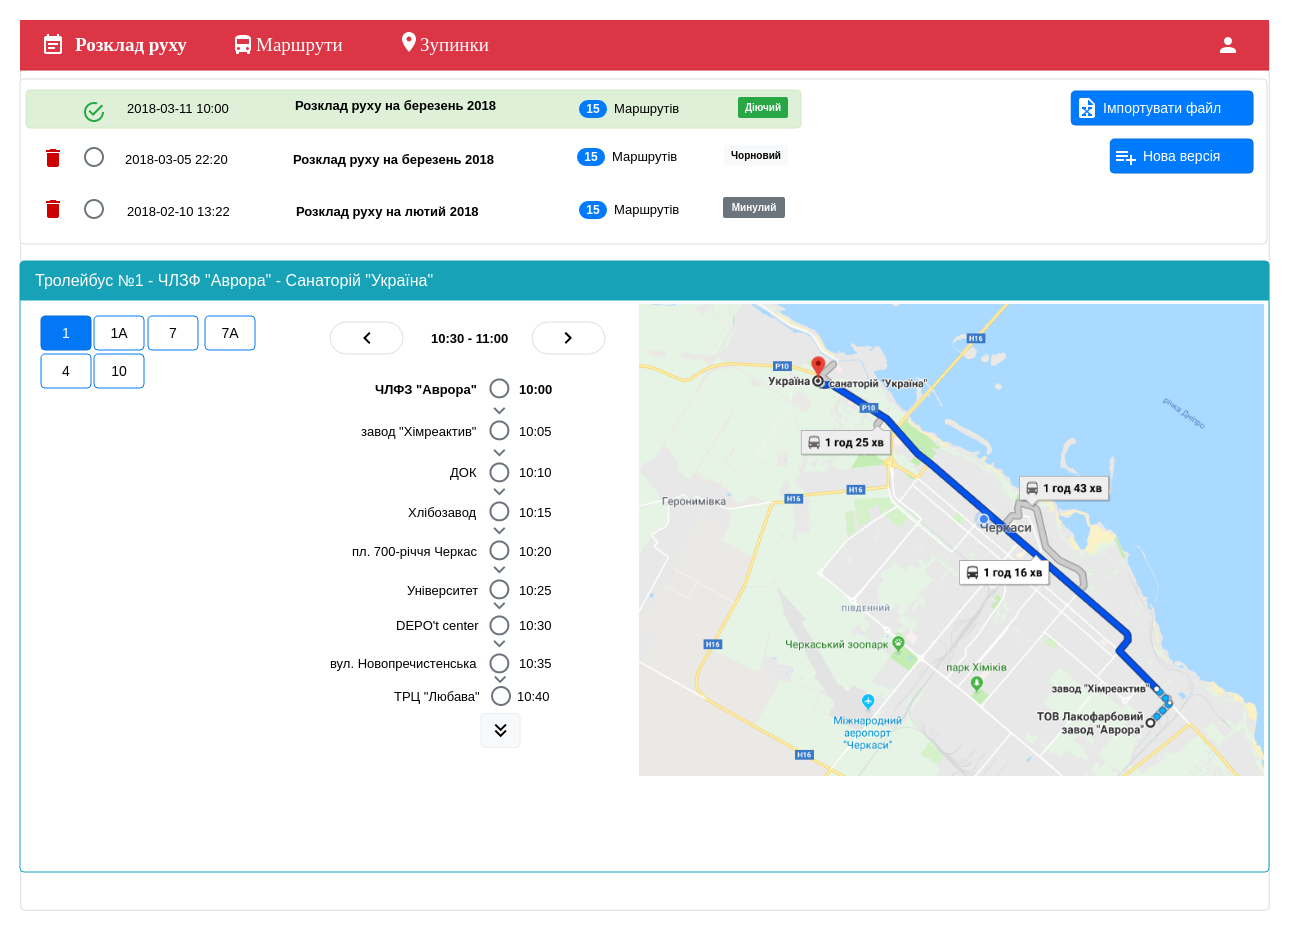 Розклад руху Маршрути Зупинки
2018-03-11 10:00 Розклад руху на березень 2018 15 Маршрутів Діючий
Імпортувати файл
2018-03-05 22:20 Розклад руху на березень 2018 15 Маршрутів Чорновий
Нова версія
2018-02-10 13:22 Розклад руху на лютий 2018 15 Маршрутів Минулий
Тролейбус №1 - ЧЛЗФ "Аврора" - Санаторій "Україна"
1 1А 7 7А
4 10
10:30 - 11:00
ЧЛФЗ "Аврора" 10:00
завод "Хімреактив" 10:05
ДОК 10:10
Хлібозавод 10:15
пл. 700-річчя Черкас 10:20
Університет 10:25
DEPO't center 10:30
вул. Новопречистенська 10:35
ТРЦ "Любава" 10:40
H16
P10
Україна
санаторій "Україна"
P10
річка Дніпро
1 год 25 хв
1 год 43 хв
H16
H16
Геронимівка
Черкаси
1 год 16 хв
ПІВДЕННИЙ
H16
Черкаський зоопарк
парк Хіміків
завод "Хімреактив"
ТОВ Лакофарбовий
завод "Аврора"
Міжнародний
аеропорт
"Черкаси"
H16